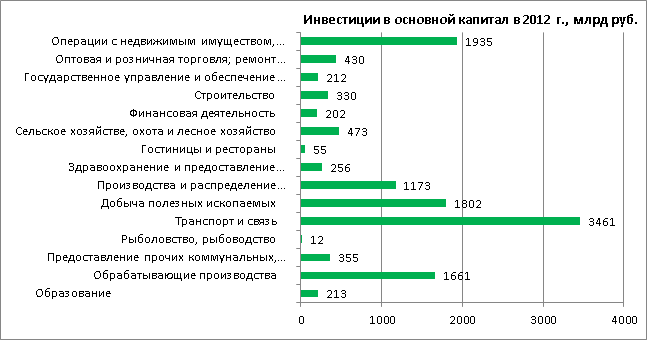 Инвестиции в основной капитал в 2012 г., млрд руб.
Операции с недвижимым имуществом,... 1935
Оптовая и розничная торговля; ремонт... 430
Государственное управление и обеспечение... 212
Строительство 330
Финансовая деятельность 202
Сельское хозяйстве, охота и лесное хозяйство 473
Гостиницы и рестораны 55
Здравоохранение и предоставление... 256
Производства и распределение... 1173
Добыча полезных ископаемых 1802
Транспорт и связь 3461
Рыболовство, рыбоводство 12
Предоставление прочих коммунальных,... 355
Обрабатывающие производства 1661
Образование 213
0 1000 2000 3000 4000